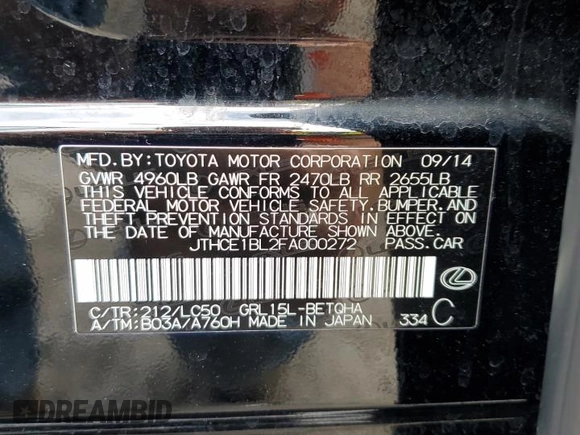 MFD. BY: TOYOTA MOTOR CORPORATION 09/14
GVWR 4960LB GAWR FR 2470LB RR 2655LB
THIS VEHICLE CONFORMS TO ALL APPLICABLE
FEDERAL MOTOR VEHICLE SAFETY, BUMPER, AND
THEFT PREVENTION STANDARDS IN EFFECT ON
THE DATE OF MANUFACTURE SHOWN ABOVE.
JTHCE1BL2FA000272 PASS. CAR
C/TR: 212/LC50 GRL15L-BETQHA
A/TM: B03A/A760H MADE IN JAPAN 334 C
DREAMBID